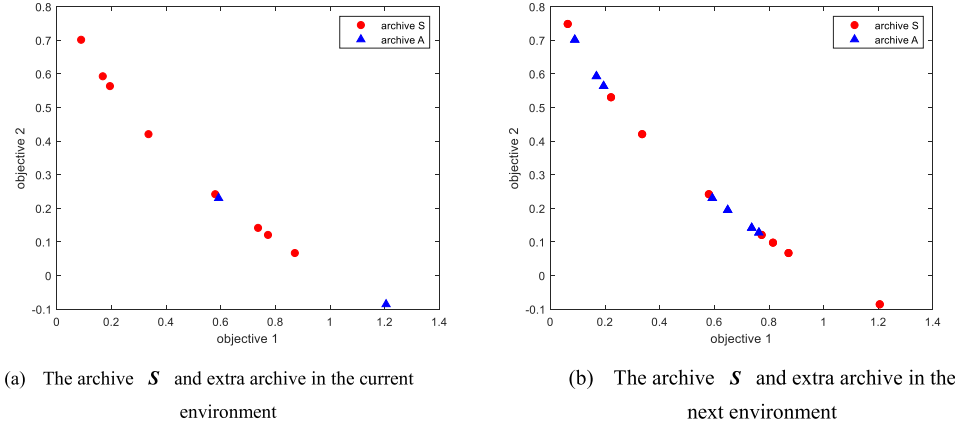 0.8
0.7
0.6
0.5
0.4
0.3
0.2
0.1
0
-0.1
objective 2
0 0.2 0.4 0.6 0.8 1 1.2 1.4
objective 1
archive S
archive A
(a) The archive S and extra archive in the current
environment
0.8
0.7
0.6
0.5
0.4
0.3
0.2
0.1
0
-0.1
objective 2
0 0.2 0.4 0.6 0.8 1 1.2 1.4
objective 1
archive S
archive A
(b) The archive S and extra archive in the
next environment